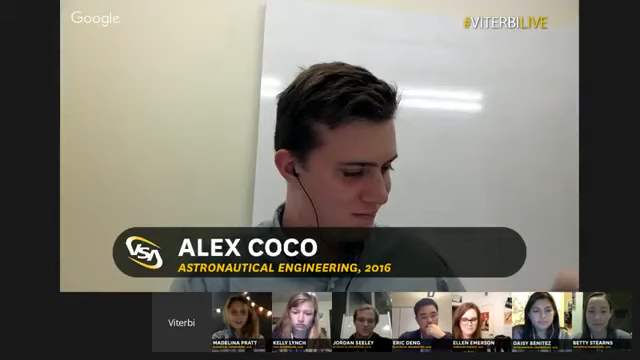 Google
#VITERBILIVE
VSA
ALEX COCO
ASTRONAUTICAL ENGINEERING, 2016
Viterbi
MADELINA PRATT
KELLY LYNCH
JORDAN SEELEY
ERIC DENG
ELLEN EMERSON
DAISY BENITEZ
BETTY STEARNS